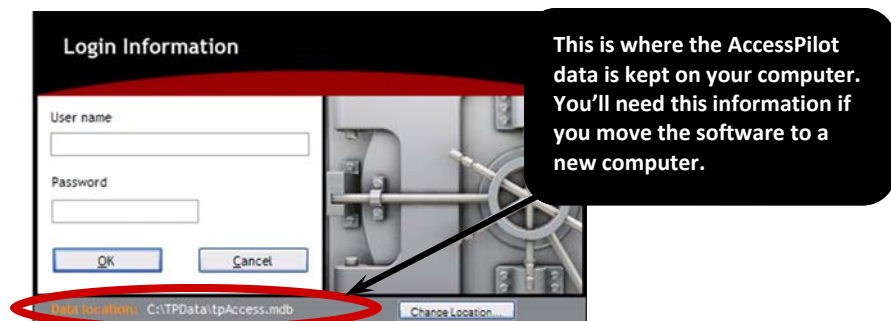 Login Information
This is where the AccessPilot
data is kept on your computer.
You'll need this information if
you move the software to a
new computer.
User name
Password
OK
Cancel
Data location: C:\TPData\tpAccess.mdb
Change Location...